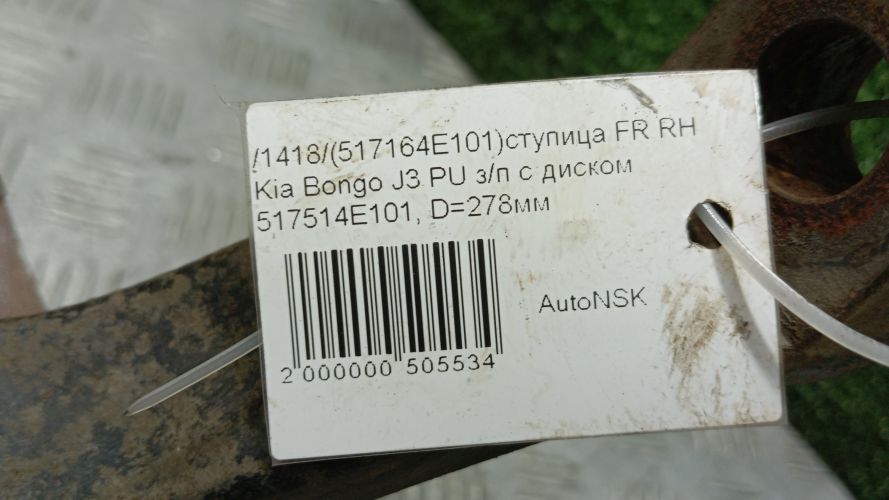 /1418/(517164E101)ступица FR RH
Kia Bongo J3 PU з/п с диском
517514E101, D=278мм
AutoNSK
2 000000 505534